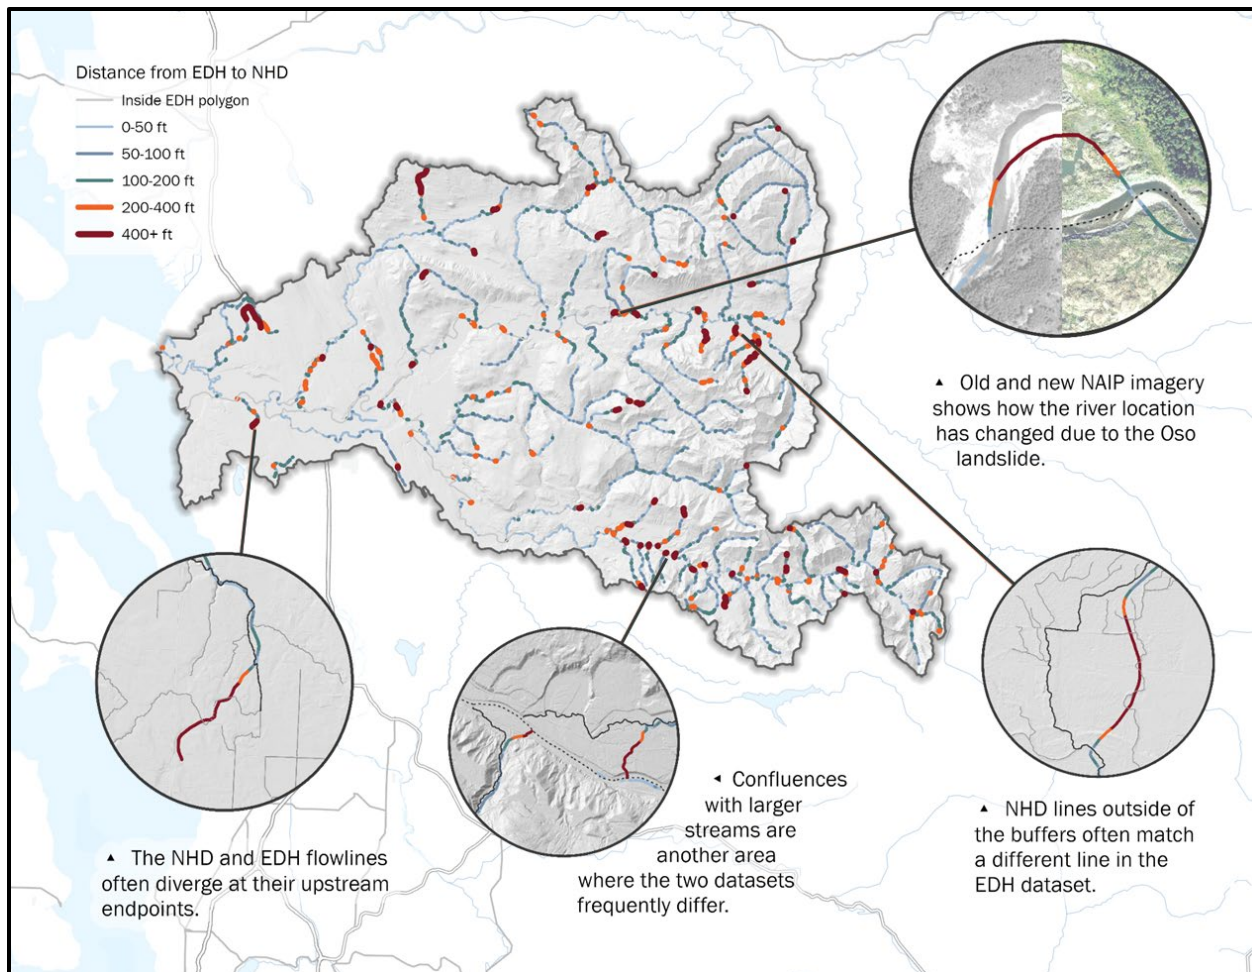 Distance from EDH to NHD
Inside EDH polygon
0-50 ft
50-100 ft
100-200 ft
200-400 ft
400+ ft
▲ Old and new NAIP imagery
shows how the river location
has changed due to the Oso
landslide.
▲ The NHD and EDH flowlines
often diverge at their upstream
endpoints.
◄ Confluences
with larger
streams are
another area
where the two datasets
frequently differ.
▲ NHD lines outside of
the buffers often match
a different line in the
EDH dataset.